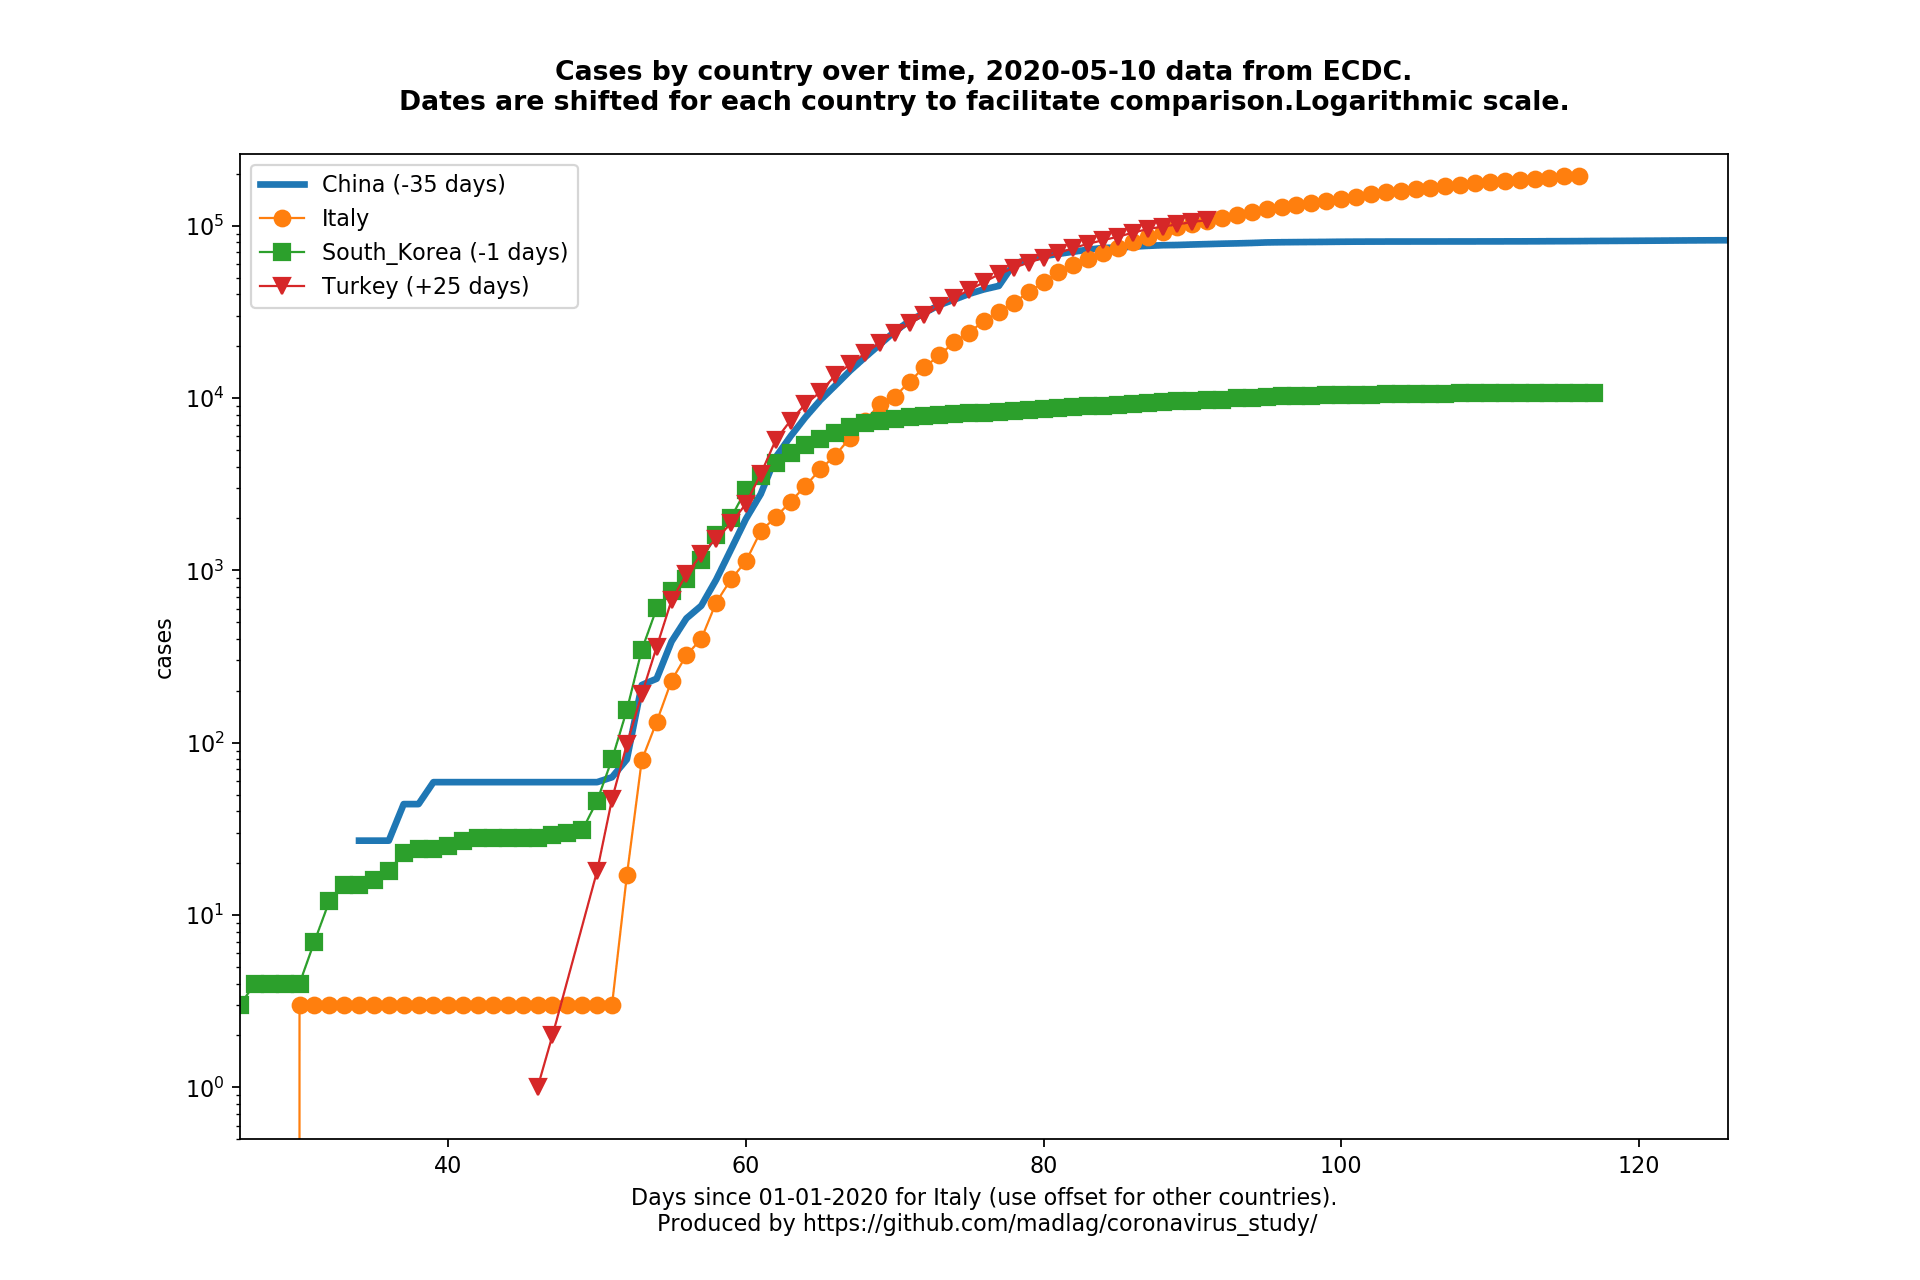 Cases by country over time, 2020-05-10 data from ECDC.
Dates are shifted for each country to facilitate comparison.Logarithmic scale.
China (-35 days)
Italy
South_Korea (-1 days)
Turkey (+25 days)
cases
10^5
10^4
10^3
10^2
10^1
10^0
40 60 80 100 120
Days since 01-01-2020 for Italy (use offset for other countries).
Produced by https://github.com/madlag/coronavirus_study/